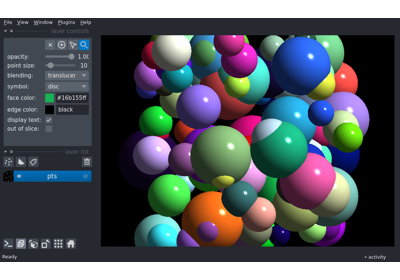 File View Window Plugins Help
layer controls
opacity: 1.00
point size: 10
blending: translucer
symbol: disc
face color: #16b155ff
edge color: black
display text: ✓
out of slice:
layer list
pts
Ready
activity